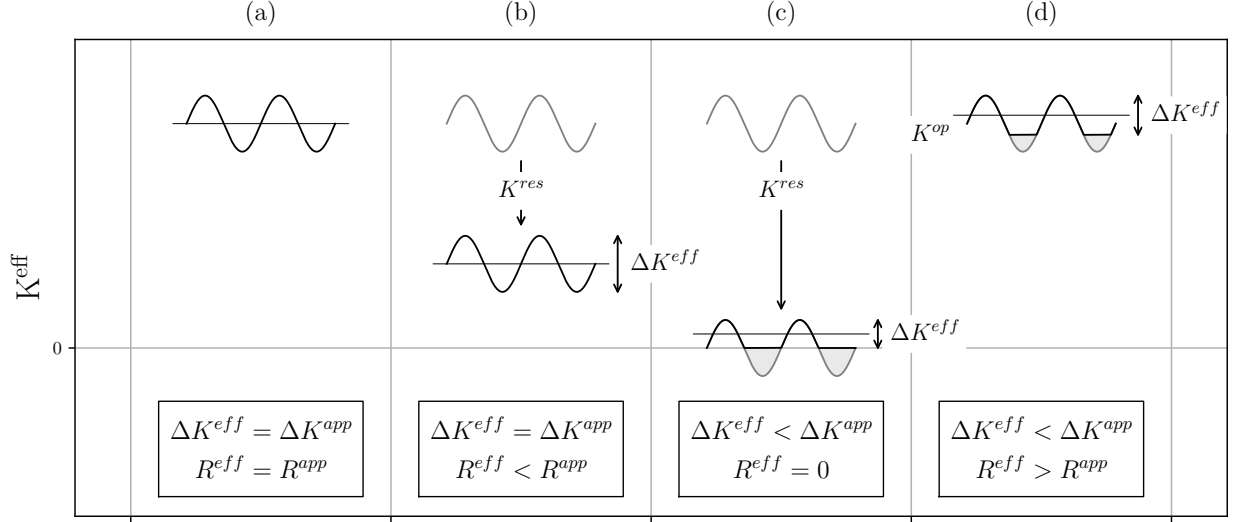 (a) (b) (c) (d)
K^{op} ΔK^{eff}
K^{res} K^{res}
ΔK^{eff}
K^{eff}
ΔK^{eff}
0
ΔK^{eff} = ΔK^{app} ΔK^{eff} = ΔK^{app} ΔK^{eff} < ΔK^{app} ΔK^{eff} < ΔK^{app}
R^{eff} = R^{app} R^{eff} < R^{app} R^{eff} = 0 R^{eff} > R^{app}